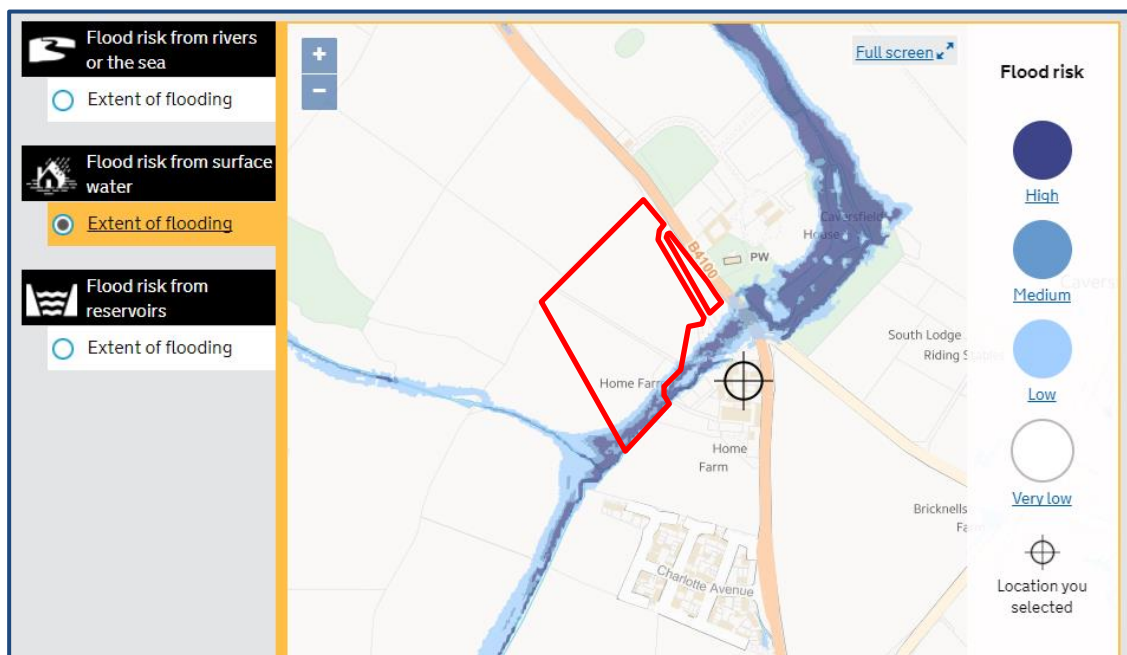 Flood risk from rivers
or the sea
Extent of flooding
Flood risk from surface
water
Extent of flooding
Flood risk from
reservoirs
Extent of flooding
+
−
Full screen
B4100
Caversfield
House
PW
South Lodge
Riding
Home Farm
Home
Farm
Bricknells
Charlotte Avenue
Flood risk
High
Medium
Low
Very low
Location you
selected